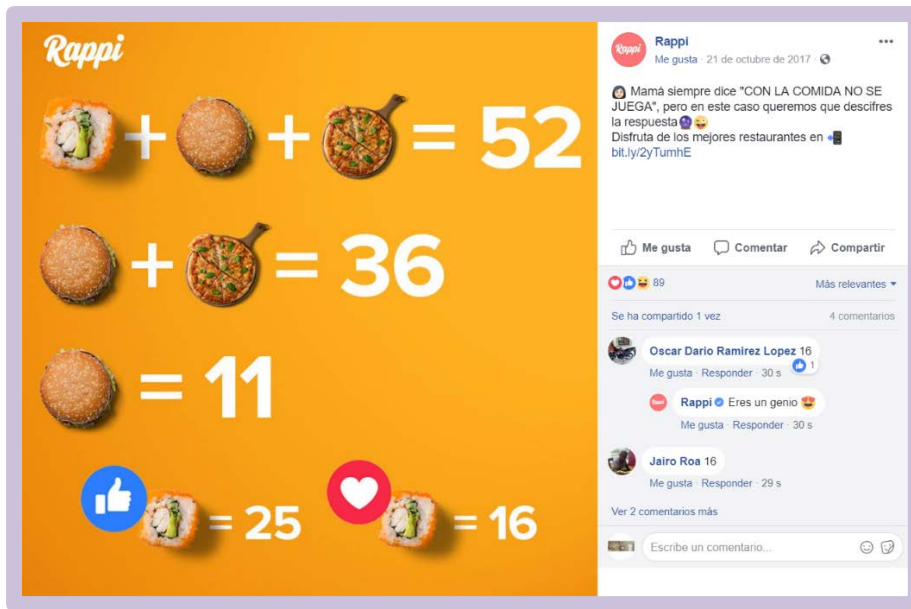 Rappi
+ + = 52
+ = 36
= 11
= 25
= 16
Rappi
Rappi
Me gusta · 21 de octubre de 2017 ·
Mamá siempre dice "CON LA COMIDA NO SE
JUEGA", pero en este caso queremos que descifres
la respuesta
Disfruta de los mejores restaurantes en
bit.ly/2yTumhE
Me gusta Comentar Compartir
89 Más relevantes
Se ha compartido 1 vez 4 comentarios
Oscar Dario Ramirez Lopez 16
1
Me gusta · Responder · 30 s
Rappi
Rappi Eres un genio
Me gusta · Responder · 30 s
Jairo Roa 16
Me gusta · Responder · 29 s
Ver 2 comentarios más
Escribe un comentario...